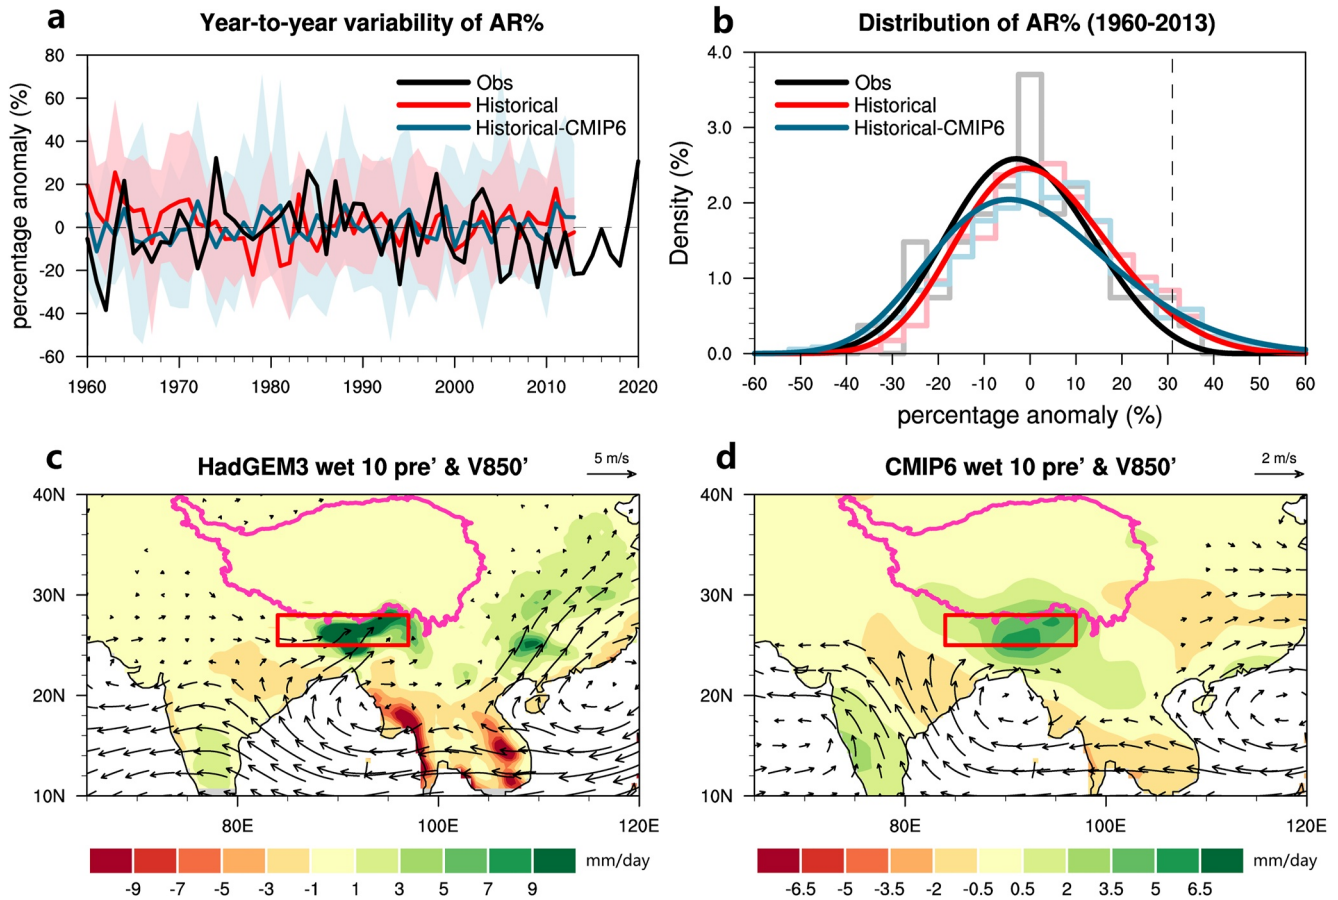 a Year-to-year variability of AR%
percentage anomaly (%)
80
60
40
20
0
-20
-40
-60
Obs
Historical
Historical-CMIP6
1960 1970 1980 1990 2000 2010 2020
b Distribution of AR% (1960-2013)
Density (%)
4.0
3.0
2.0
1.0
0.0
Obs
Historical
Historical-CMIP6
-60 -50 -40 -30 -20 -10 0 10 20 30 40 50 60
percentage anomaly (%)
c HadGEM3 wet 10 pre' & V850' 5 m/s
40N
30N
20N
10N
80E 100E 120E
-9 -7 -5 -3 -1 1 3 5 7 9 mm/day
d CMIP6 wet 10 pre' & V850' 2 m/s
40N
30N
20N
10N
80E 100E 120E
-6.5 -5 -3.5 -2 -0.5 0.5 2 3.5 5 6.5 mm/day